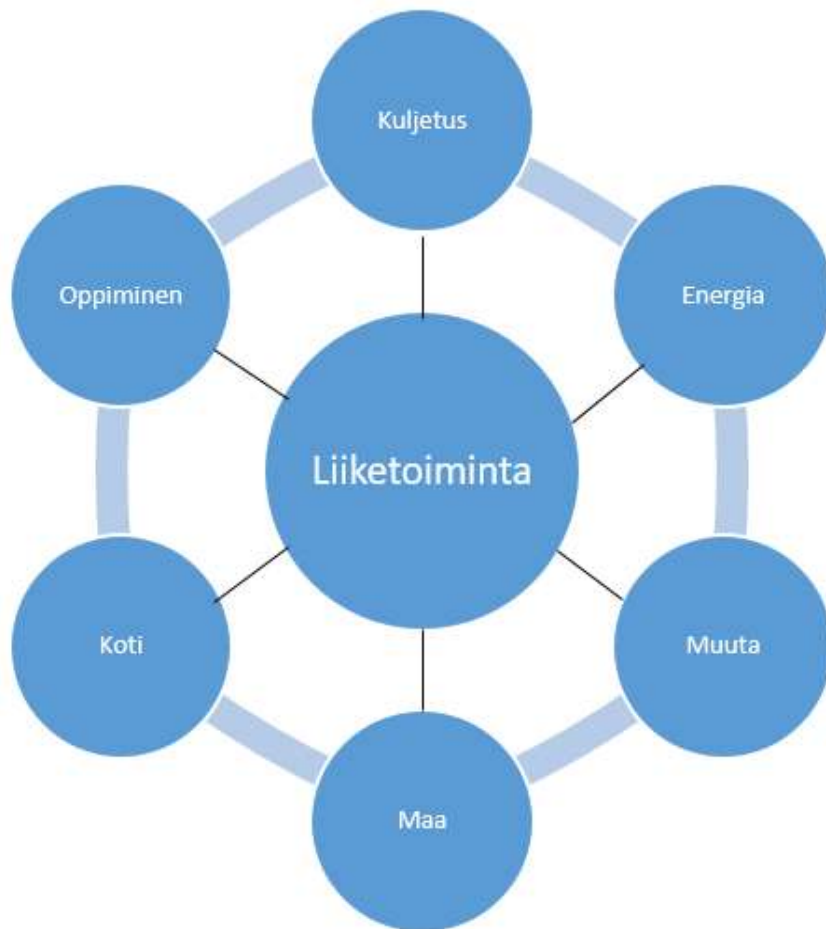 Kuljetus
Oppiminen
Energia
Liiketoiminta
Koti
Muuta
Maa